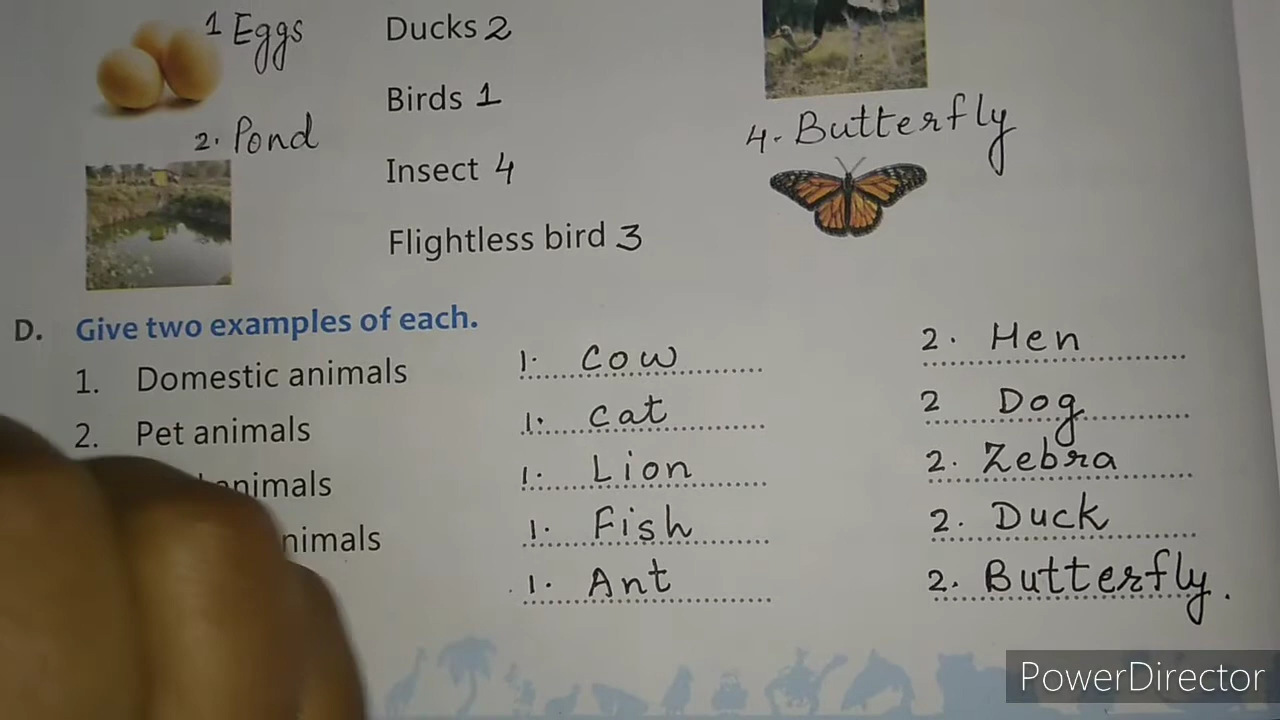 1 Eggs
Ducks 2
Birds 1
2. Pond
4. Butterfly
Insect 4
Flightless bird 3
D. Give two examples of each.
1. Domestic animals 1. Cow 2. Hen
2. Pet animals 1. Cat 2 Dog
animals 1. Lion 2. Zebra
animals 1. Fish 2. Duck
1. Ant 2. Butterfly.
PowerDirector